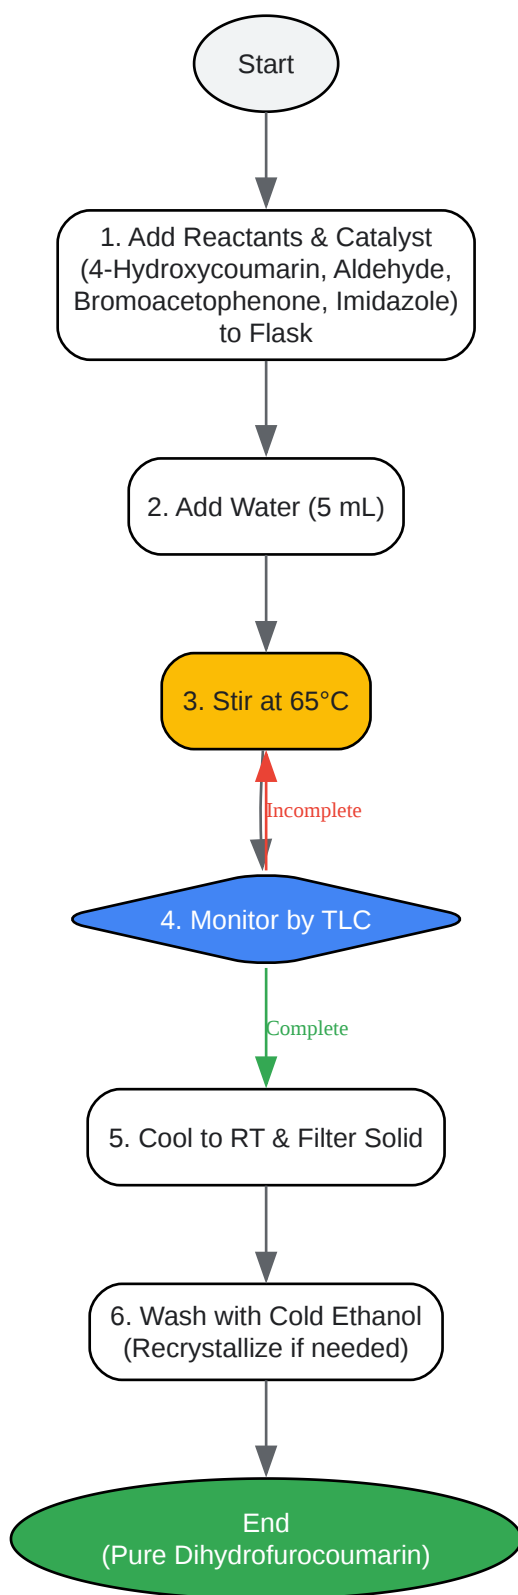 Start
1. Add Reactants & Catalyst
(4-Hydroxycoumarin, Aldehyde,
Bromoacetophenone, Imidazole)
to Flask
2. Add Water (5 mL)
3. Stir at 65°C
Incomplete
4. Monitor by TLC
Complete
5. Cool to RT & Filter Solid
6. Wash with Cold Ethanol
(Recrystallize if needed)
End
(Pure Dihydrofurocoumarin)